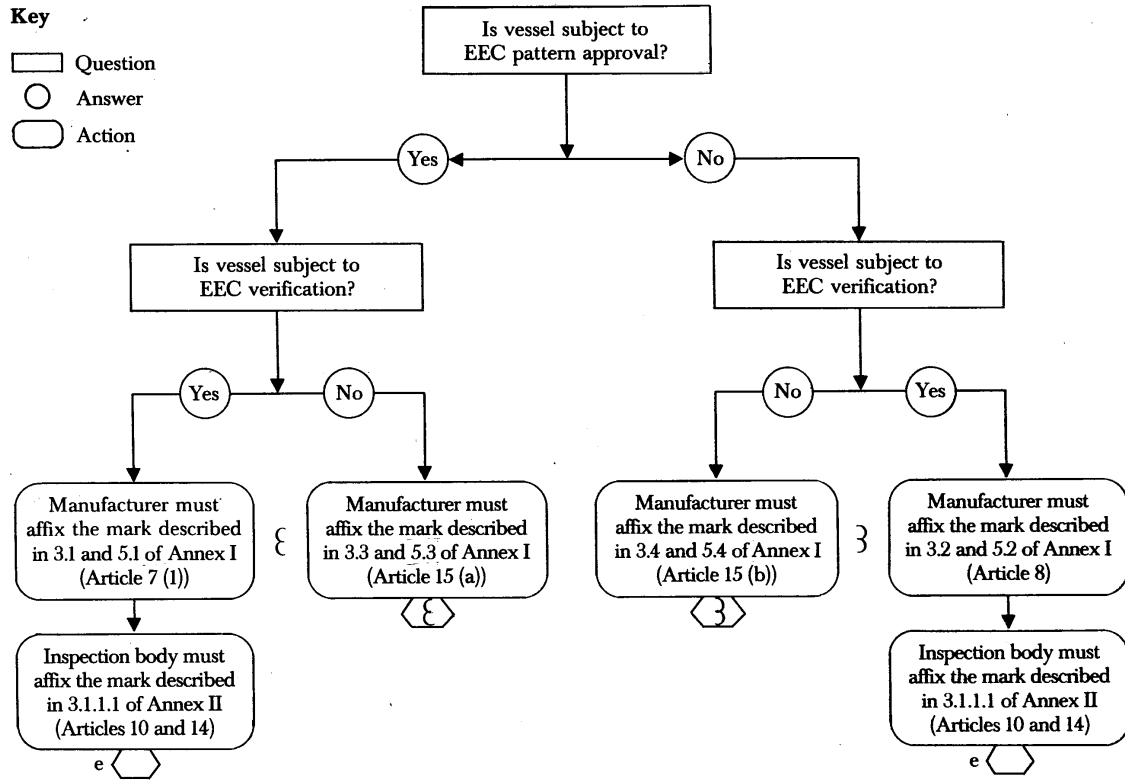 Key
Question
Answer
Action
Is vessel subject to
EEC pattern approval?
Yes
No
Is vessel subject to
EEC verification?
Is vessel subject to
EEC verification?
Yes
No
No
Yes
Manufacturer must
affix the mark described
in 3.1 and 5.1 of Annex I
(Article 7 (1))
Ɛ
Manufacturer must
affix the mark described
in 3.3 and 5.3 of Annex I
(Article 15 (a))
Ɛ
Manufacturer must
affix the mark described
in 3.4 and 5.4 of Annex I
(Article 15 (b))
3
3
Manufacturer must
affix the mark described
in 3.2 and 5.2 of Annex I
(Article 8)
Inspection body must
affix the mark described
in 3.1.1.1 of Annex II
(Articles 10 and 14)
e
Inspection body must
affix the mark described
in 3.1.1.1 of Annex II
(Articles 10 and 14)
e